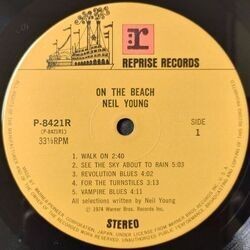 REPRISE RECORDS
ON THE BEACH
NEIL YOUNG
P-8421R
(P-8421R1)
33⅓RPM
SIDE
1
1 WALK ON 2:40
2 SEE THE SKY ABOUT TO RAIN 5:03
3 REVOLUTION BLUES 4:02
4 FOR THE TURNSTILES 3:13
5 VAMPIRE BLUES 4:11
All selections written by Neil Young
℗ 1974 Warner Bros. Records Inc.
STEREO